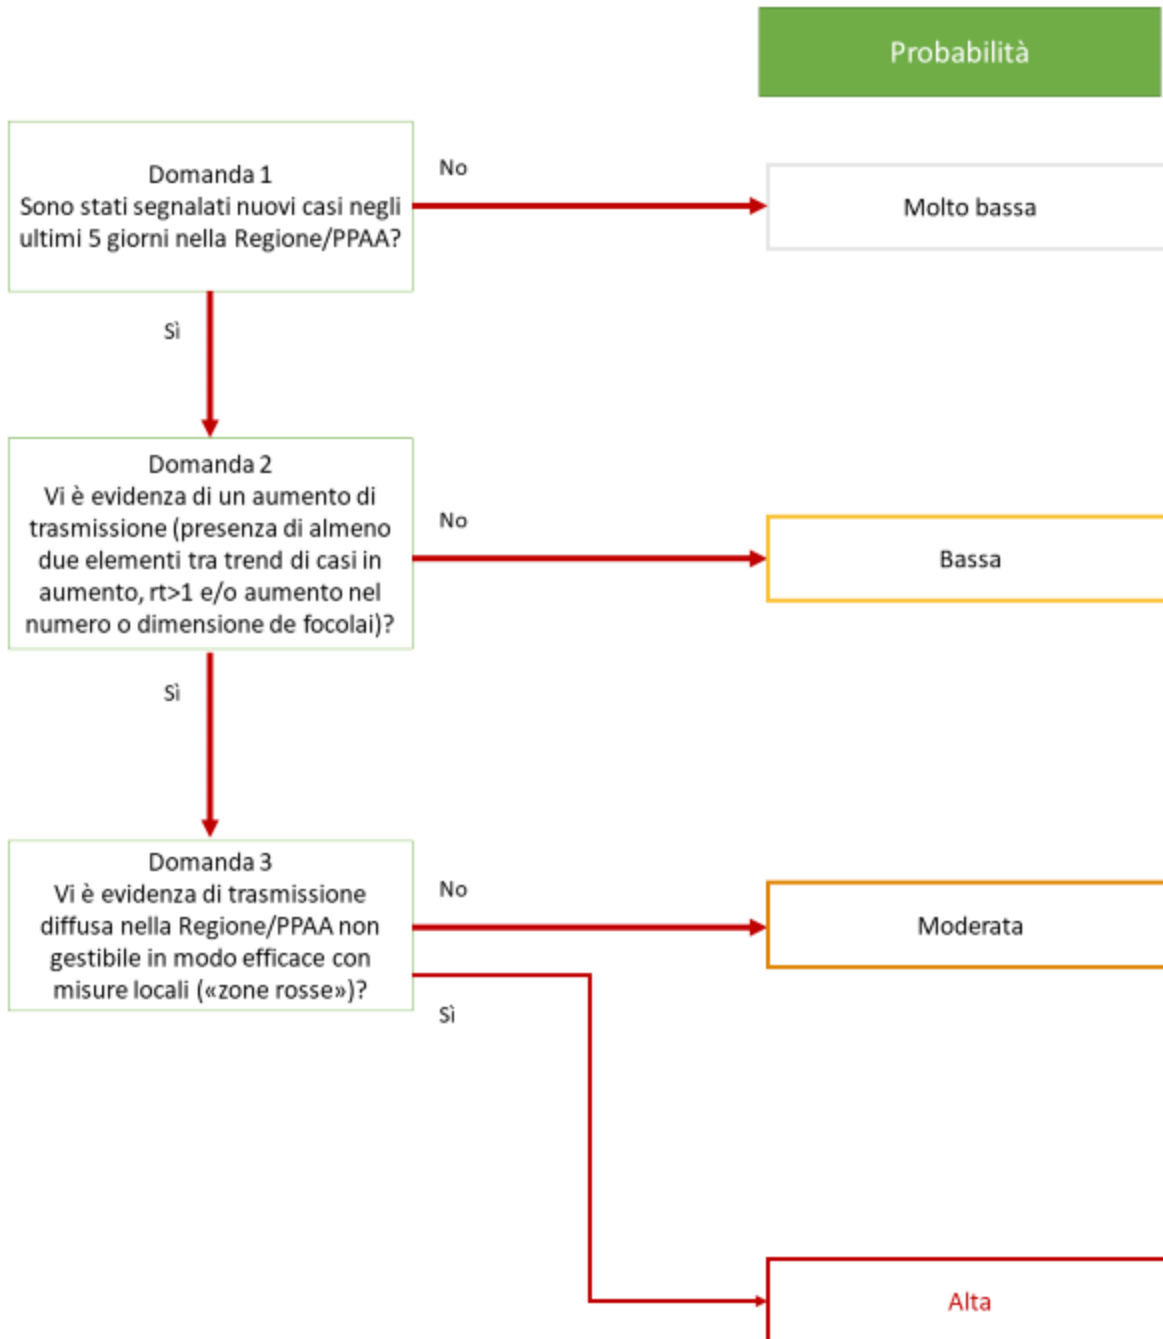 Probabilità
Domanda 1
Sono stati segnalati nuovi casi negli
ultimi 5 giorni nella Regione/PPAA?
No
Molto bassa
Sì
Domanda 2
Vi è evidenza di un aumento di
trasmissione (presenza di almeno
due elementi tra trend di casi in
aumento, rt>1 e/o aumento nel
numero o dimensione de focolai)?
No
Bassa
Sì
Domanda 3
Vi è evidenza di trasmissione
diffusa nella Regione/PPAA non
gestibile in modo efficace con
misure locali («zone rosse»)?
No
Moderata
Sì
Alta